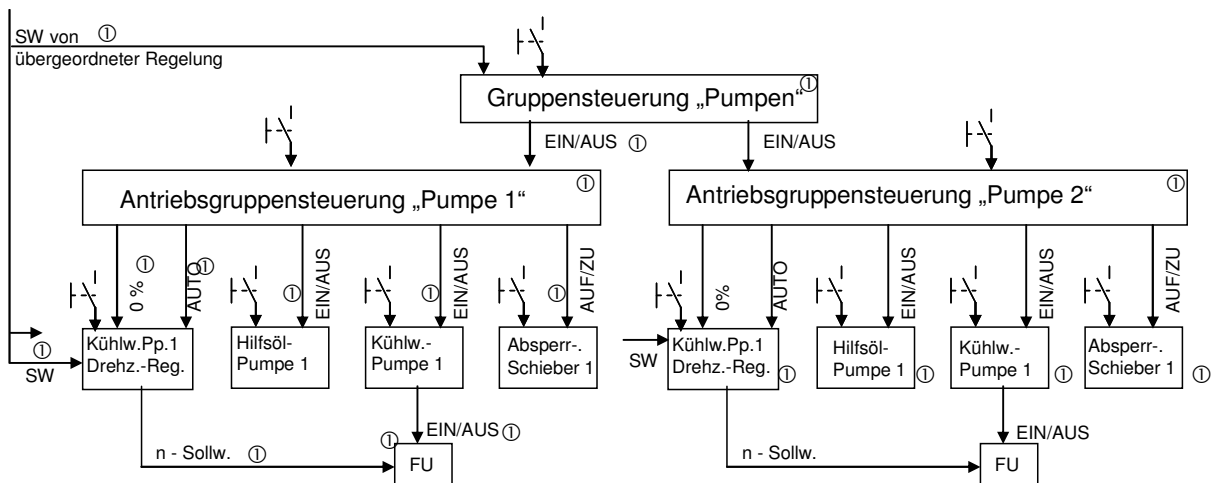 SW von ①
übergeordneter Regelung
Gruppensteuerung „Pumpen“ ①
EIN/AUS ①
EIN/AUS
Antriebsgruppensteuerung „Pumpe 1“ ①
Antriebsgruppensteuerung „Pumpe 2“ ①
0 % ①
AUTO ①
① EIN/AUS
① EIN/AUS
① AUF/ZU
0%
AUTO
EIN/AUS
EIN/AUS
AUF/ZU
①
SW
Kühlw.Pp.1
Drehz.-Reg.
Hilfsöl-
Pumpe 1
Kühlw.-
Pumpe 1
Absperr-.
Schieber 1
SW
Kühlw.Pp.1
Drehz.-Reg. ①
Hilfsöl-
Pumpe 1 ①
Kühlw.-
Pumpe 1 ①
Absperr-.
Schieber 1 ①
EIN/AUS ①
EIN/AUS
n - Sollw. ①
① FU
n - Sollw.
FU